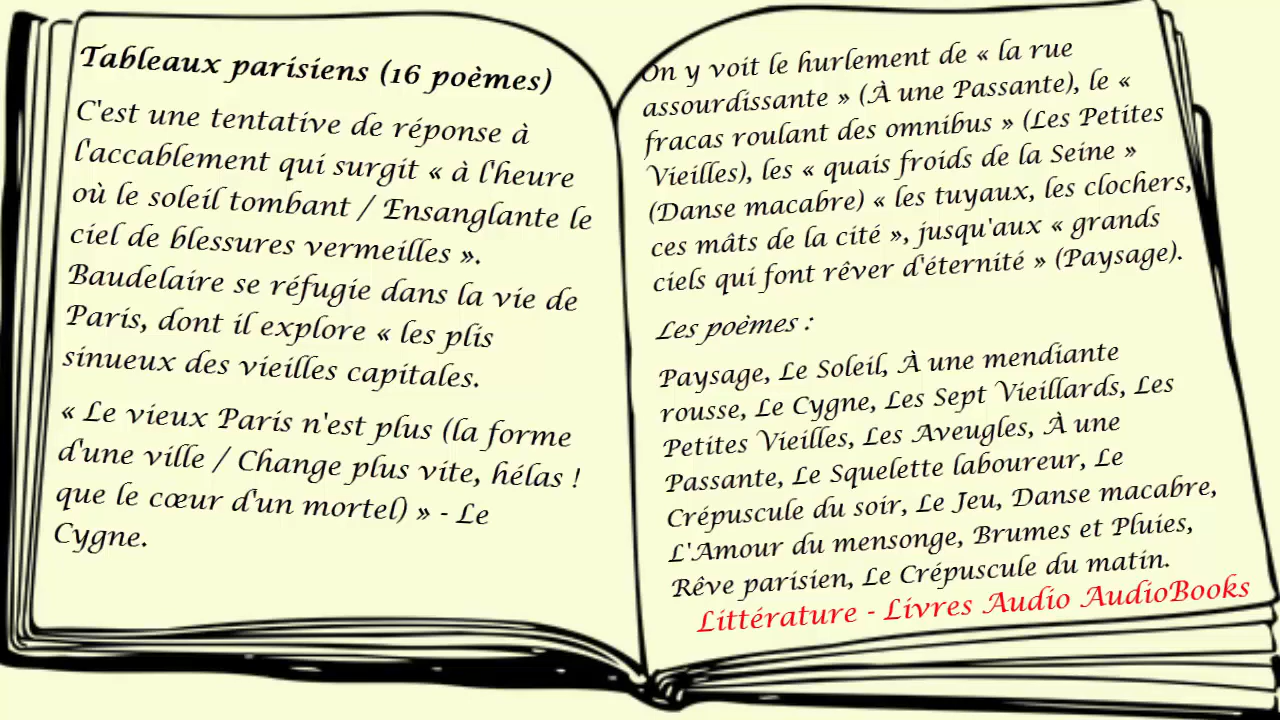 Tableaux parisiens (16 poèmes)
C'est une tentative de réponse à
l'accablement qui surgit « à l'heure
où le soleil tombant / Ensanglante le
ciel de blessures vermeilles ».
Baudelaire se réfugie dans la vie de
Paris, dont il explore « les plis
sinueux des vieilles capitales.
« Le vieux Paris n'est plus (la forme
d'une ville / Change plus vite, hélas !
que le cœur d'un mortel) » - Le
Cygne.
On y voit le hurlement de « la rue
assourdissante » (À une Passante), le «
fracas roulant des omnibus » (Les Petites
Vieilles), les « quais froids de la Seine »
(Danse macabre) « les tuyaux, les clochers,
ces mâts de la cité », jusqu'aux « grands
ciels qui font rêver d'éternité » (Paysage).
Les poèmes :
Paysage, Le Soleil, À une mendiante
rousse, Le Cygne, Les Sept Vieillards, Les
Petites Vieilles, Les Aveugles, À une
Passante, Le Squelette laboureur, Le
Crépuscule du soir, Le Jeu, Danse macabre,
L'Amour du mensonge, Brumes et Pluies,
Rêve parisien, Le Crépuscule du matin.
Littérature - Livres Audio AudioBooks